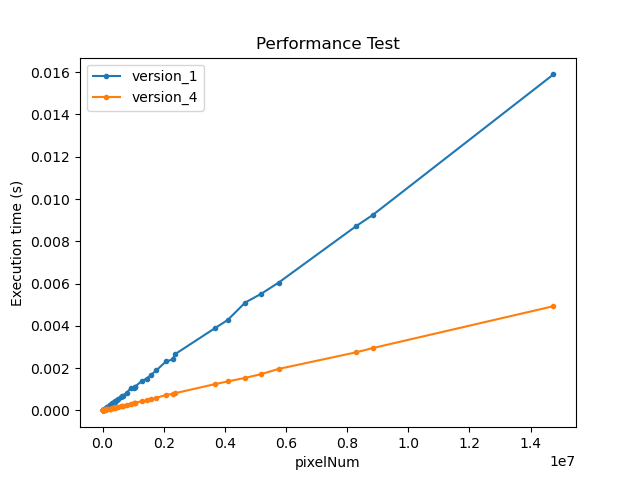 Performance Test
version_1
version_4
Execution time (s)
0.016
0.014
0.012
0.010
0.008
0.006
0.004
0.002
0.000
0.0 0.2 0.4 0.6 0.8 1.0 1.2 1.4
1e7
pixelNum